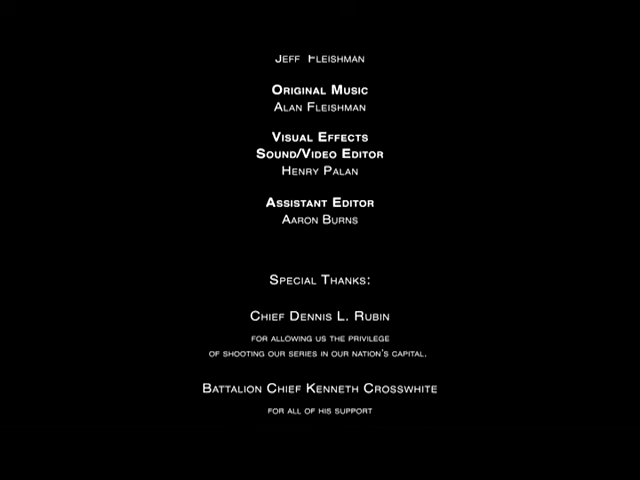 Jeff Fleishman
Original Music
Alan Fleishman
Visual Effects
Sound/Video Editor
Henry Palan
Assistant Editor
Aaron Burns
Special Thanks:
Chief Dennis L. Rubin
for allowing us the privilege
of shooting our series in our nation's capital.
Battalion Chief Kenneth Crosswhite
for all of his support